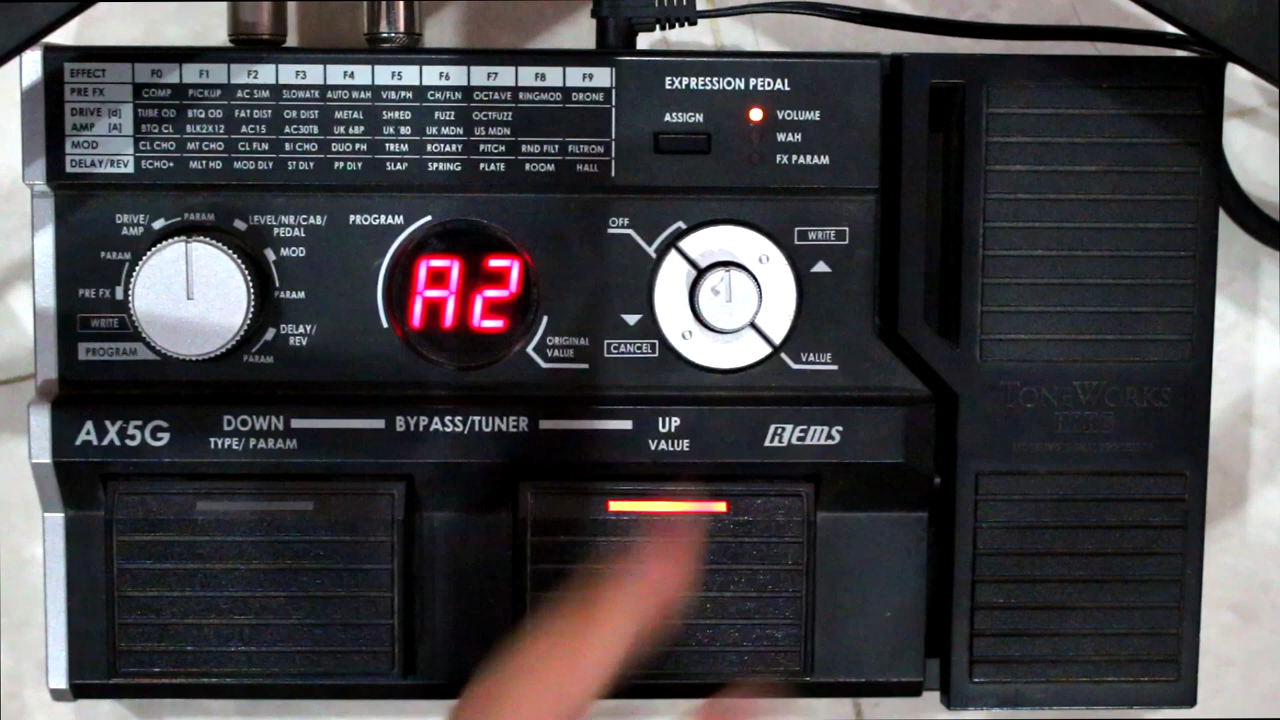 EFFECT F0 F1 F2 F3 F4 F5 F6 F7 F8 F9
PRE FX COMP PICKUP AC SIM SLOWATK AUTO WAH VIB/PH CH/FLN OCTAVE RINGMOD DRONE
DRIVE [d] TUBE OD BTQ OD FAT DIST OR DIST METAL SHRED FUZZ OCTFUZZ
AMP [A] BTQ CL BLK2X12 AC15 AC30TB UK 68P UK '80 UK MDN US MDN
MOD CL CHO MT CHO CL FLN BI CHO DUO PH TREM ROTARY PITCH RND FILT FILTRON
DELAY/REV ECHO+ MLT HD MOD DLY ST DLY PP DLY SLAP SPRING PLATE ROOM HALL
EXPRESSION PEDAL
ASSIGN
VOLUME
WAH
FX PARAM
DRIVE/
AMP
PARAM
LEVEL/NR/CAB/
PEDAL
MOD
PARAM
DELAY/
REV
PARAM
PARAM
PRE FX
WRITE
PROGRAM
PROGRAM
A2
ORIGINAL
VALUE
OFF
WRITE
CANCEL
VALUE
AX5G
DOWN
TYPE/ PARAM
BYPASS/TUNER
UP
VALUE
REMS
TONEWORKS